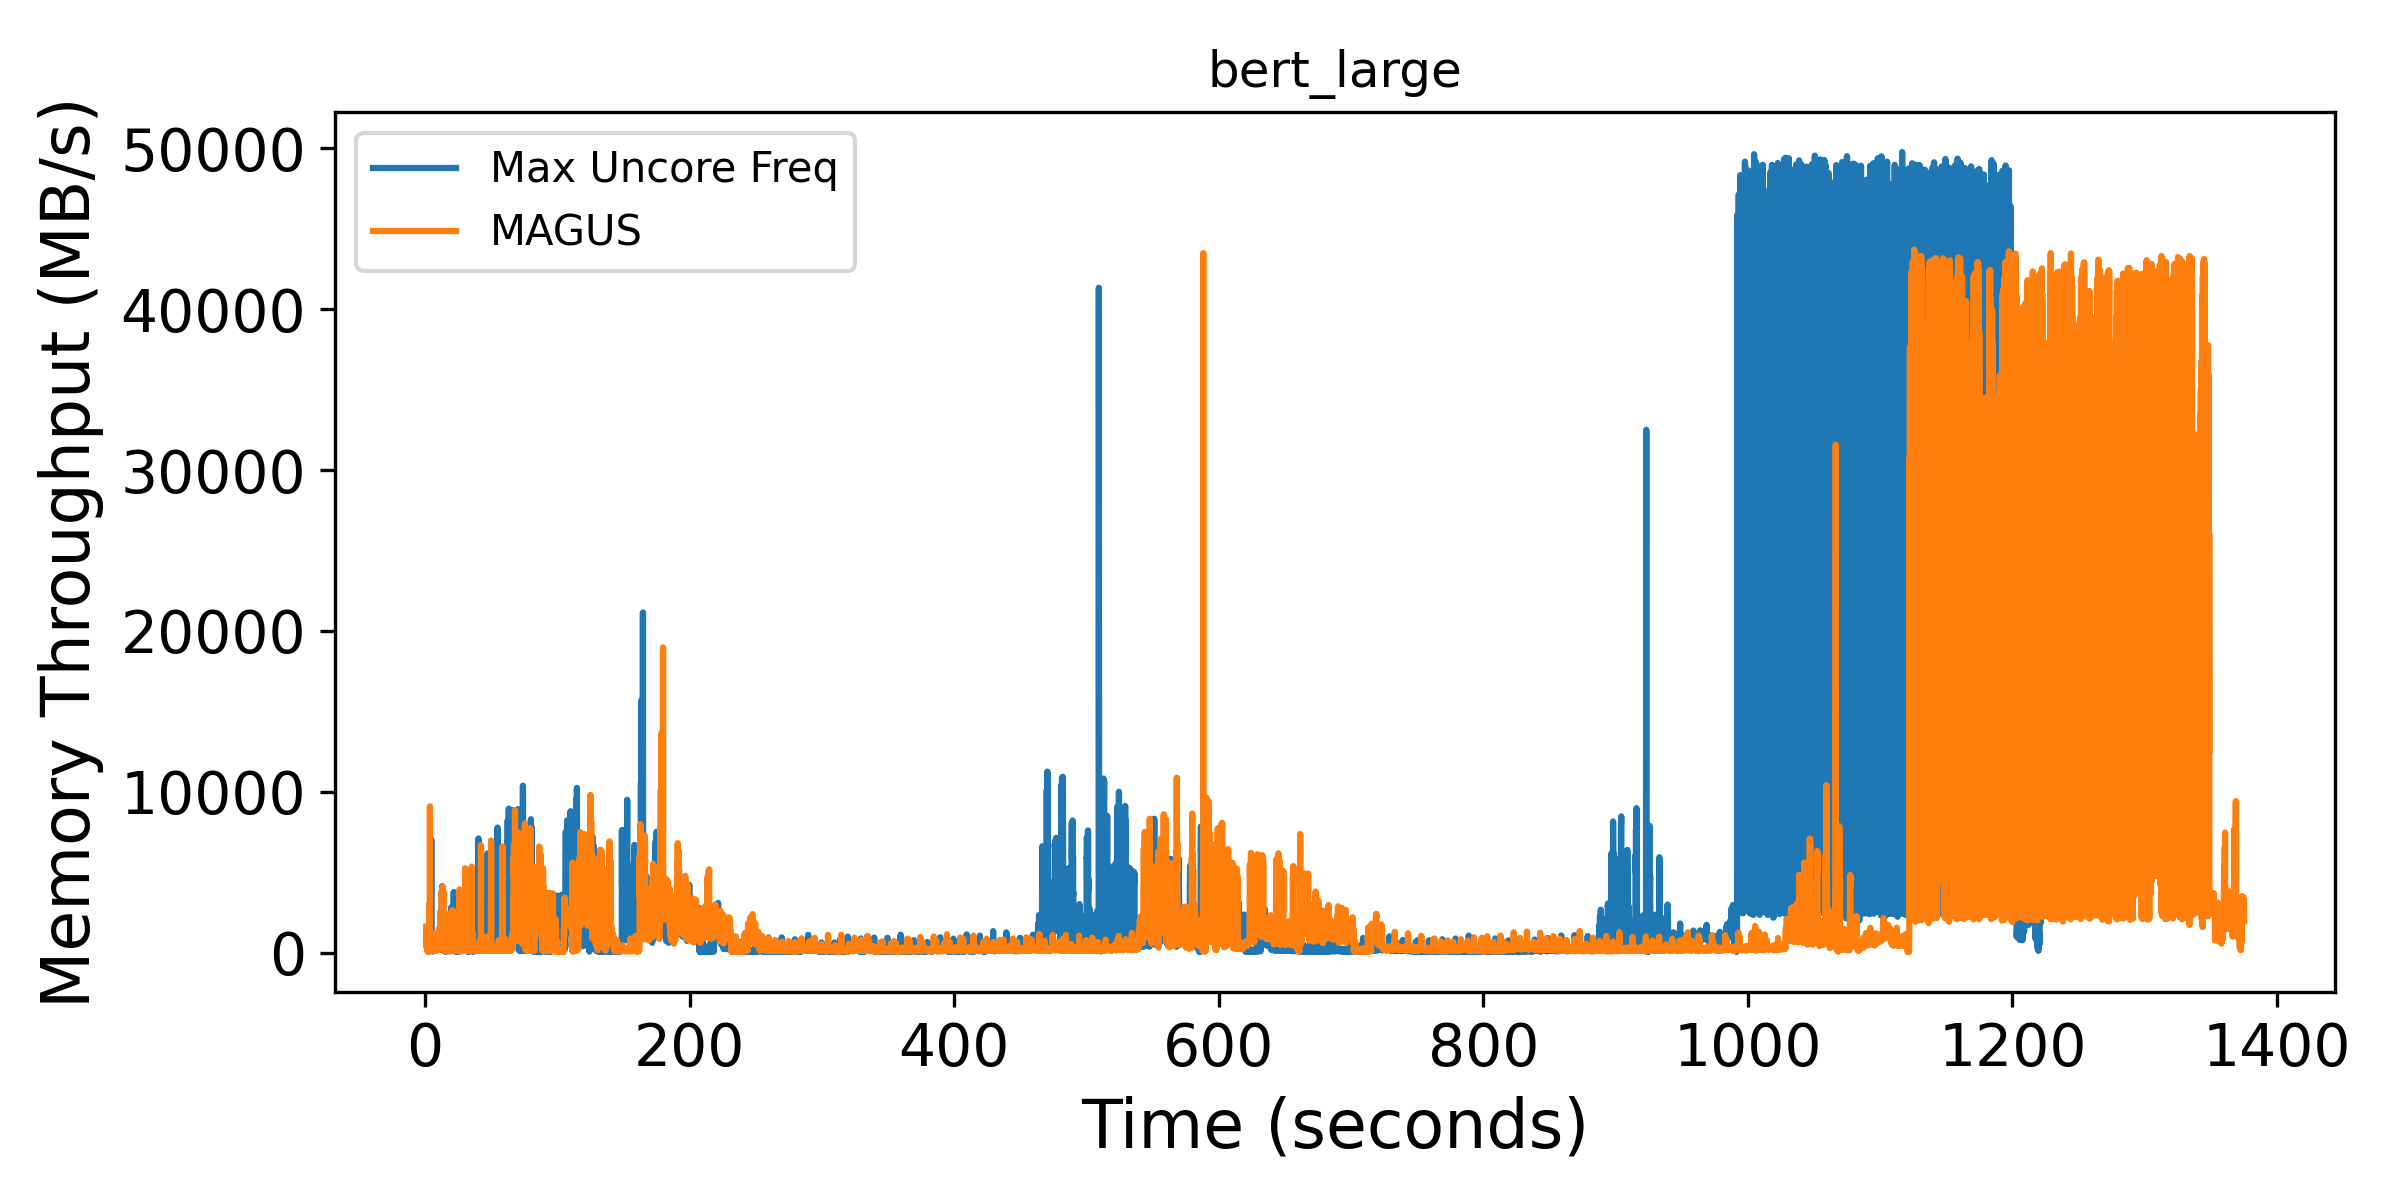 bert_large
Max Uncore Freq
MAGUS
Memory Throughput (MB/s)
50000
40000
30000
20000
10000
0
0 200 400 600 800 1000 1200 1400
Time (seconds)